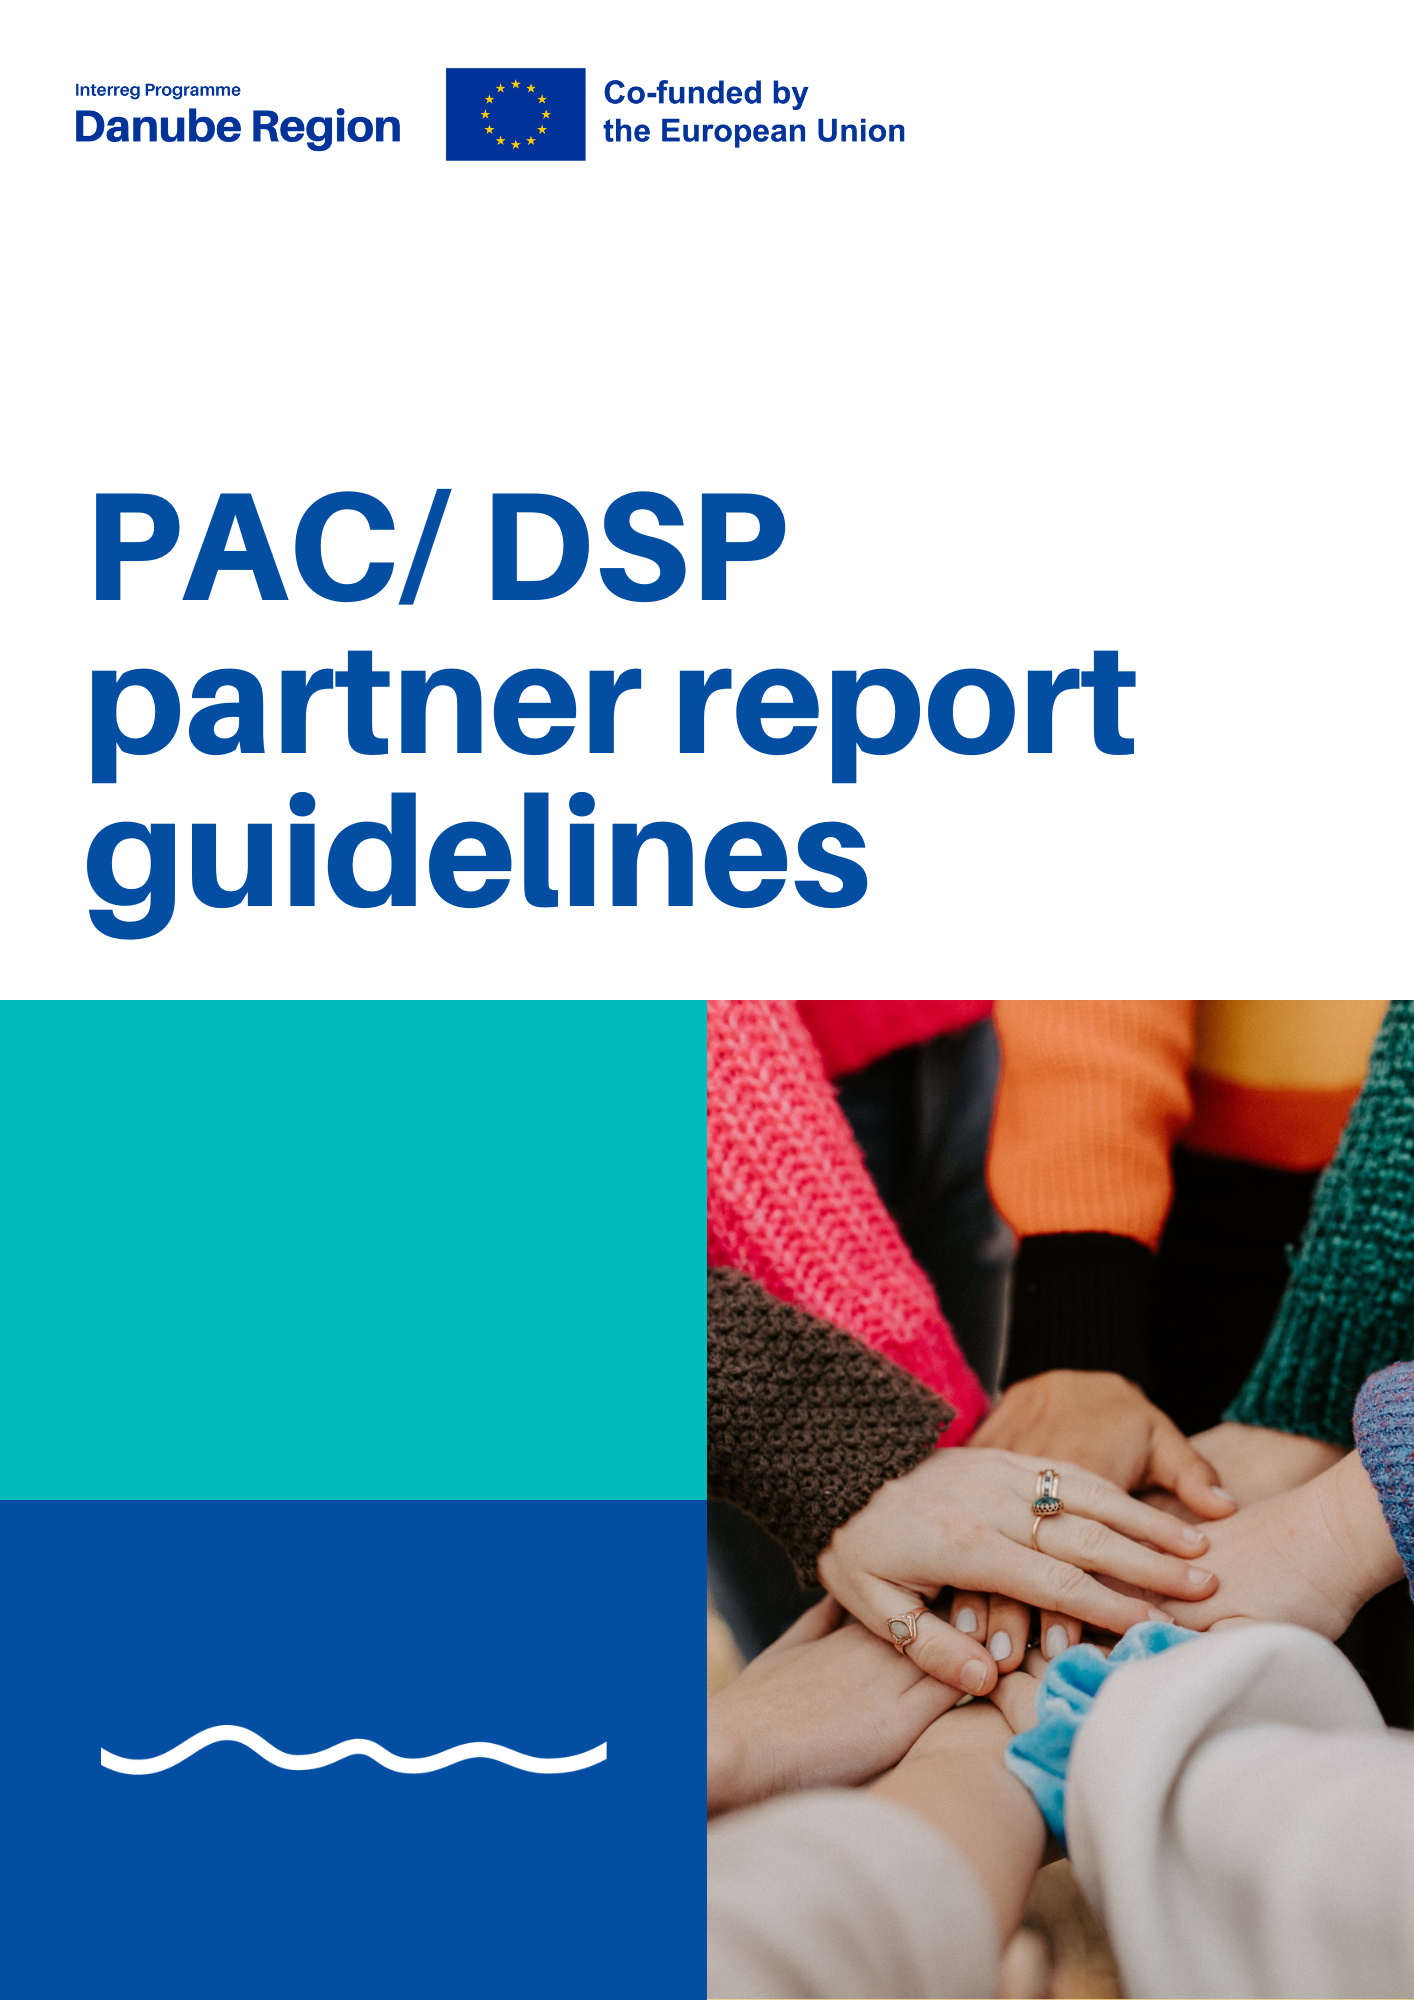 Interreg Programme
Danube Region
Co-funded by
the European Union
PAC/ DSP
partner report
guidelines